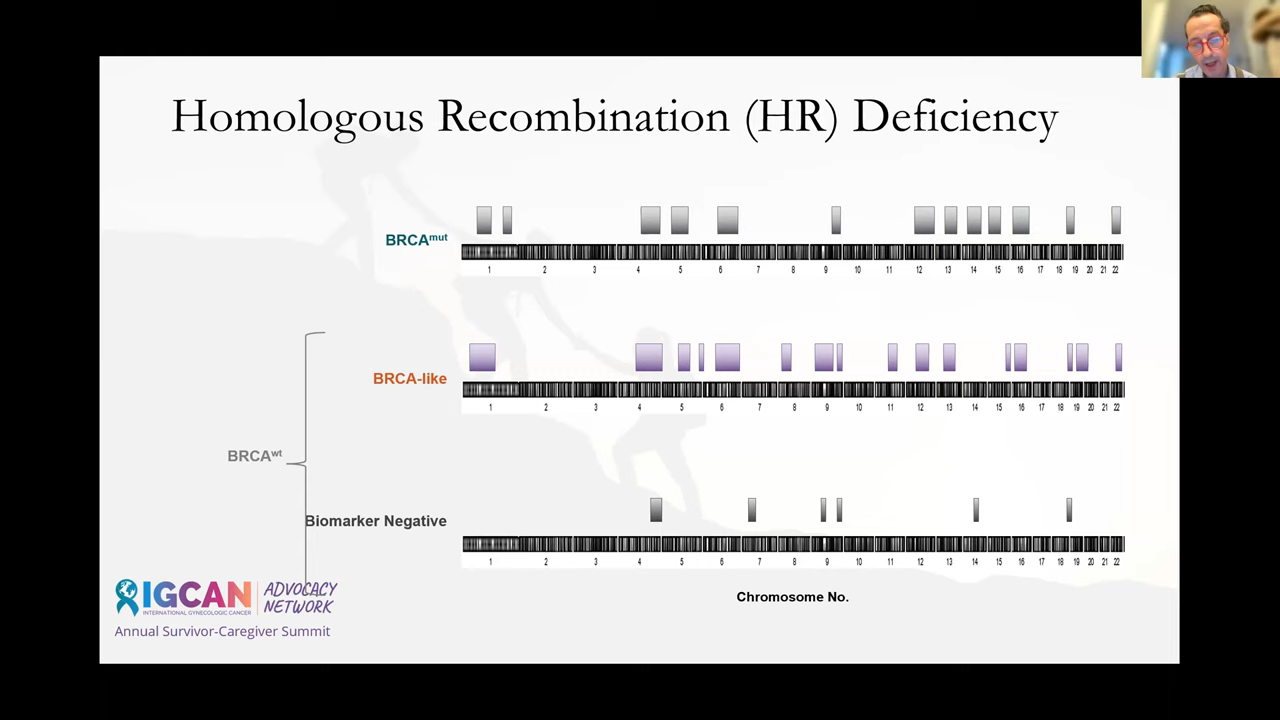 Homologous Recombination (HR) Deficiency
BRCAmut
1 2 3 4 5 6 7 8 9 10 11 12 13 14 15 16 17 18 19 20 21 22
BRCA-like
1 2 3 4 5 6 7 8 9 10 11 12 13 14 15 16 17 18 19 20 21 22
BRCAwt
Biomarker Negative
1 2 3 4 5 6 7 8 9 10 11 12 13 14 15 16 17 18 19 20 21 22
Chromosome No.
IGCAN
INTERNATIONAL GYNECOLOGIC CANCER
ADVOCACY
NETWORK
Annual Survivor-Caregiver Summit